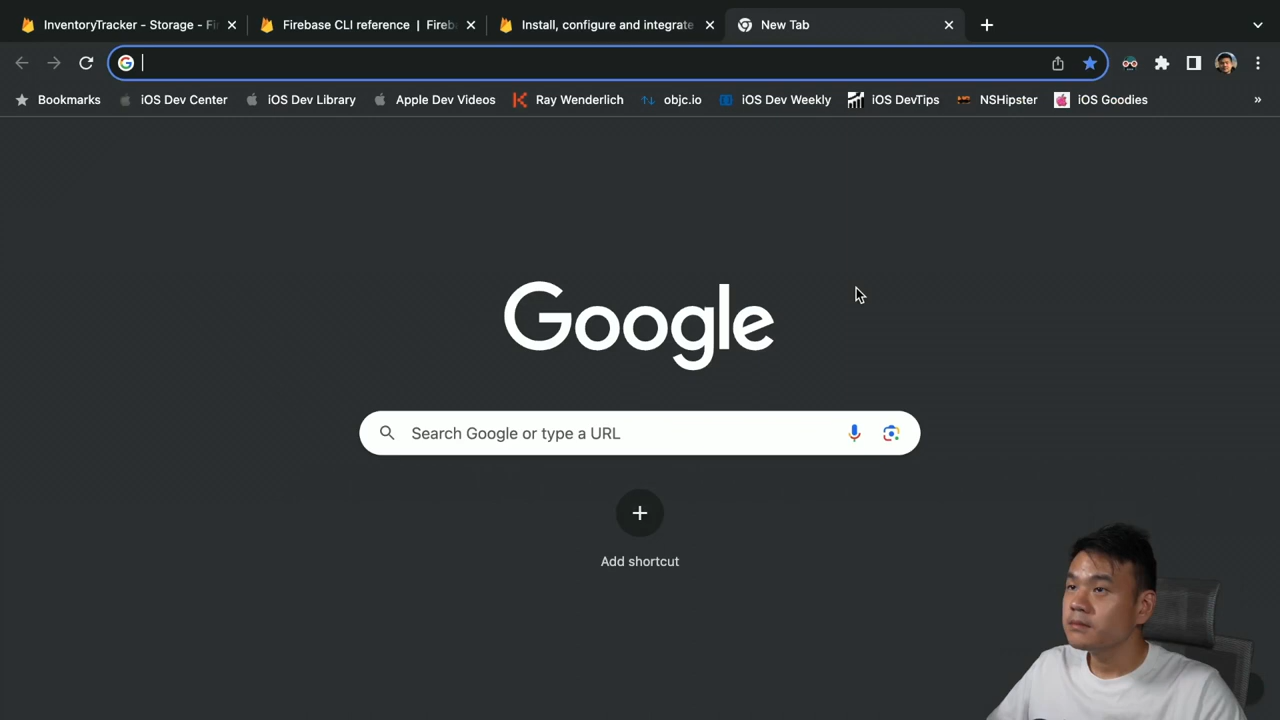 InventoryTracker - Storage - Fi
Firebase CLI reference | Fireb
Install, configure and integrate
New Tab
Bookmarks
iOS Dev Center
iOS Dev Library
Apple Dev Videos
Ray Wenderlich
objc.io
iOS Dev Weekly
iOS DevTips
NSHipster
iOS Goodies
»
Google
Search Google or type a URL
Add shortcut